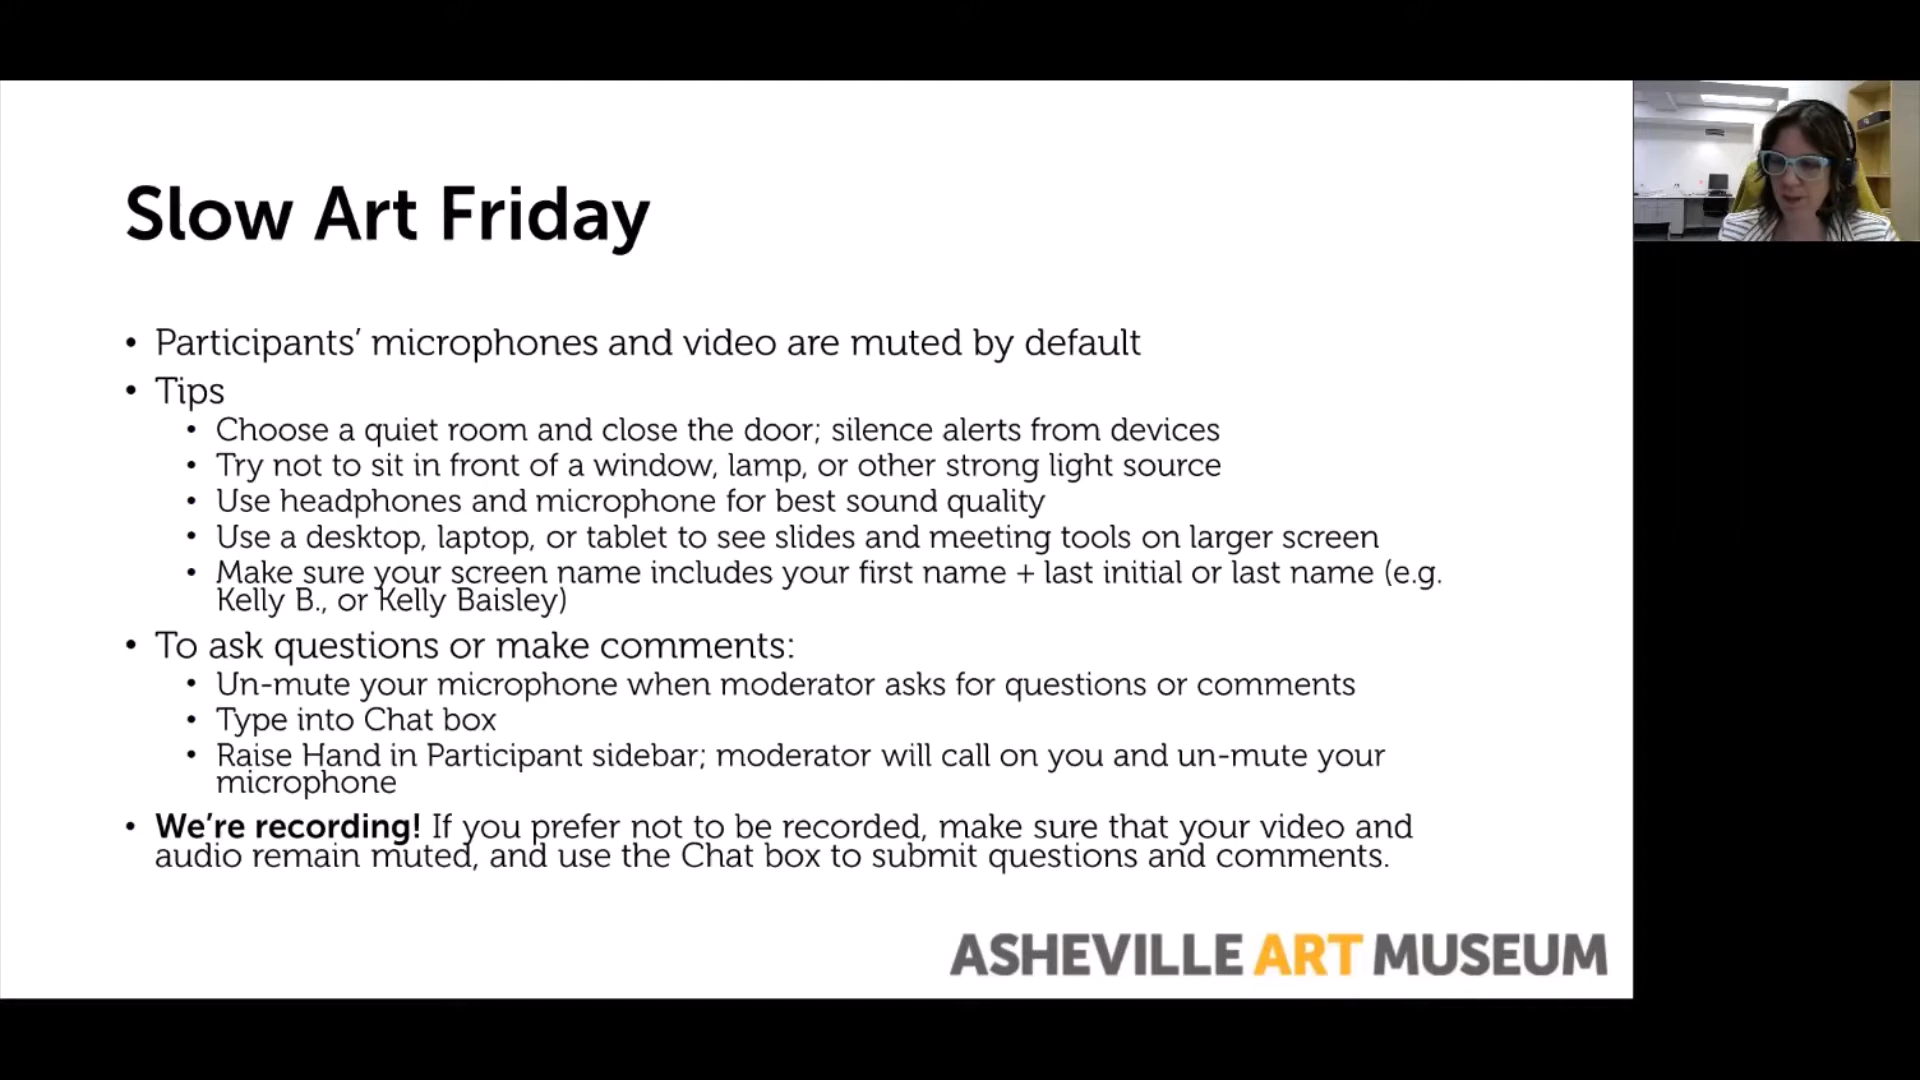 Slow Art Friday
• Participants’ microphones and video are muted by default
• Tips
• Choose a quiet room and close the door; silence alerts from devices
• Try not to sit in front of a window, lamp, or other strong light source
• Use headphones and microphone for best sound quality
• Use a desktop, laptop, or tablet to see slides and meeting tools on larger screen
• Make sure your screen name includes your first name + last initial or last name (e.g.
Kelly B., or Kelly Baisley)
• To ask questions or make comments:
• Un-mute your microphone when moderator asks for questions or comments
• Type into Chat box
• Raise Hand in Participant sidebar; moderator will call on you and un-mute your
microphone
• We’re recording! If you prefer not to be recorded, make sure that your video and
audio remain muted, and use the Chat box to submit questions and comments.
ASHEVILLE ART MUSEUM